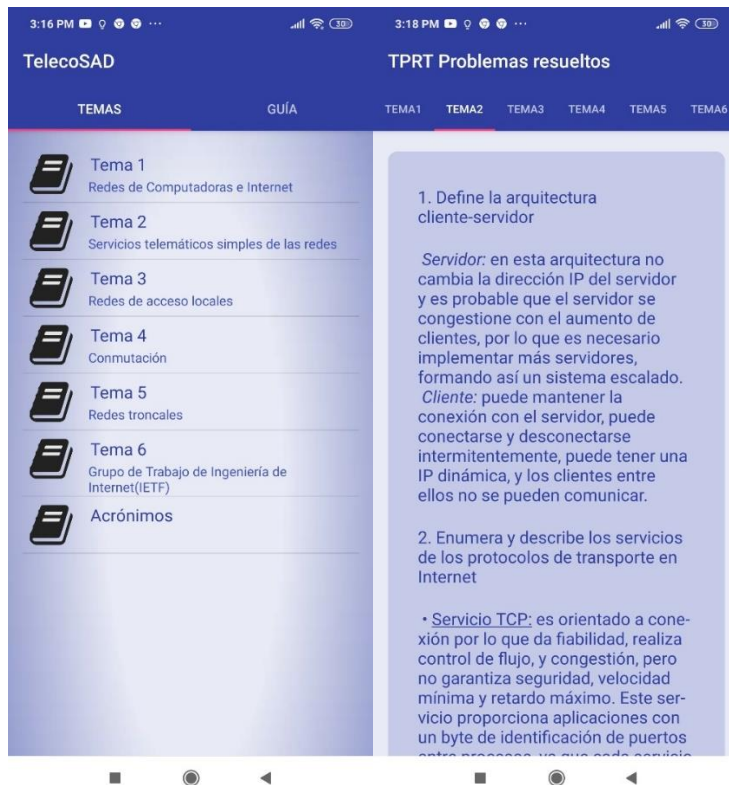 3:16 PM
30
TelecoSAD
TEMAS
GUÍA
Tema 1
Redes de Computadoras e Internet
Tema 2
Servicios telemáticos simples de las redes
Tema 3
Redes de acceso locales
Tema 4
Conmutación
Tema 5
Redes troncales
Tema 6
Grupo de Trabajo de Ingeniería de
Internet(IETF)
Acrónimos
3:18 PM
30
TPRT Problemas resueltos
TEMA1
TEMA2
TEMA3
TEMA4
TEMA5
TEMA6
1. Define la arquitectura
cliente-servidor
Servidor: en esta arquitectura no
cambia la dirección IP del servidor
y es probable que el servidor se
congestione con el aumento de
clientes, por lo que es necesario
implementar más servidores,
formando así un sistema escalado.
Cliente: puede mantener la
conexión con el servidor, puede
conectarse y desconectarse
intermitentemente, puede tener una
IP dinámica, y los clientes entre
ellos no se pueden comunicar.
2. Enumera y describe los servicios
de los protocolos de transporte en
Internet
• Servicio TCP: es orientado a cone-
xión por lo que da fiabilidad, realiza
control de flujo, y congestión, pero
no garantiza seguridad, velocidad
mínima y retardo máximo. Este ser-
vicio proporciona aplicaciones con
un byte de identificación de puertos
entre procesos, ya que cada servicio